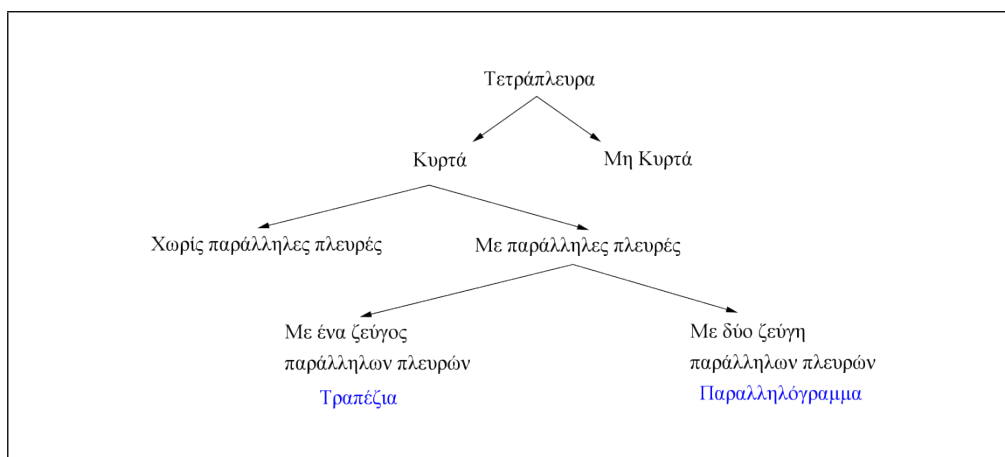 Τετράπλευρα
Κυρτά
Μη Κυρτά
Χωρίς παράλληλες πλευρές
Με παράλληλες πλευρές
Με ένα ζεύγος
παράλληλων πλευρών
Τραπέζια
Με δύο ζεύγη
παράλληλων πλευρών
Παραλληλόγραμμα